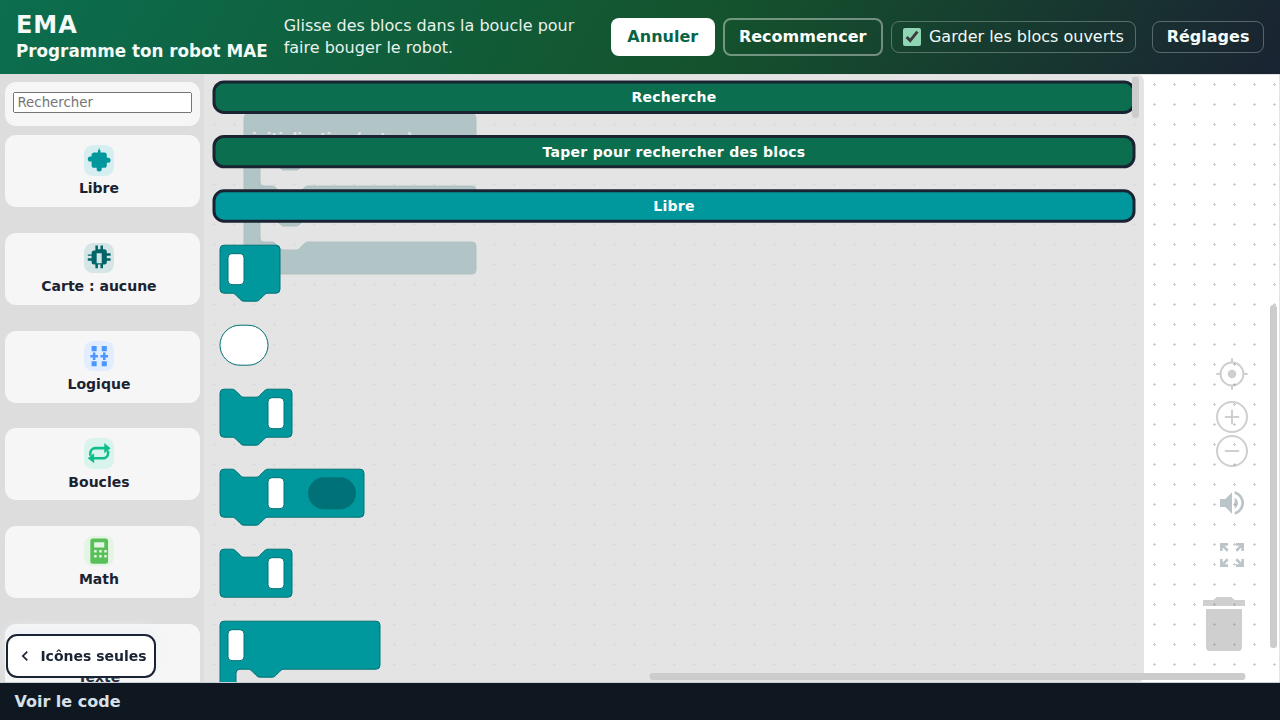 EMA
Programme ton robot MAE
Glisse des blocs dans la boucle pour
faire bouger le robot.
Annuler
Recommencer
Garder les blocs ouverts
Réglages
Rechercher
Libre
Carte : aucune
Logique
Boucles
Math
Texte
Icônes seules
Recherche
Taper pour rechercher des blocs
Libre
Voir le code